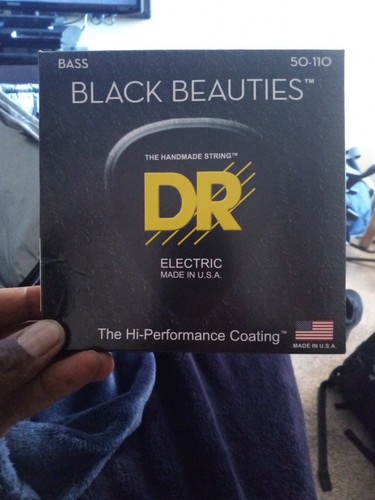 BASS 50-110
BLACK BEAUTIES™
THE HANDMADE STRING™
DR
ELECTRIC
MADE IN U.S.A.
The Hi-Performance Coating™
MADE IN U.S.A.